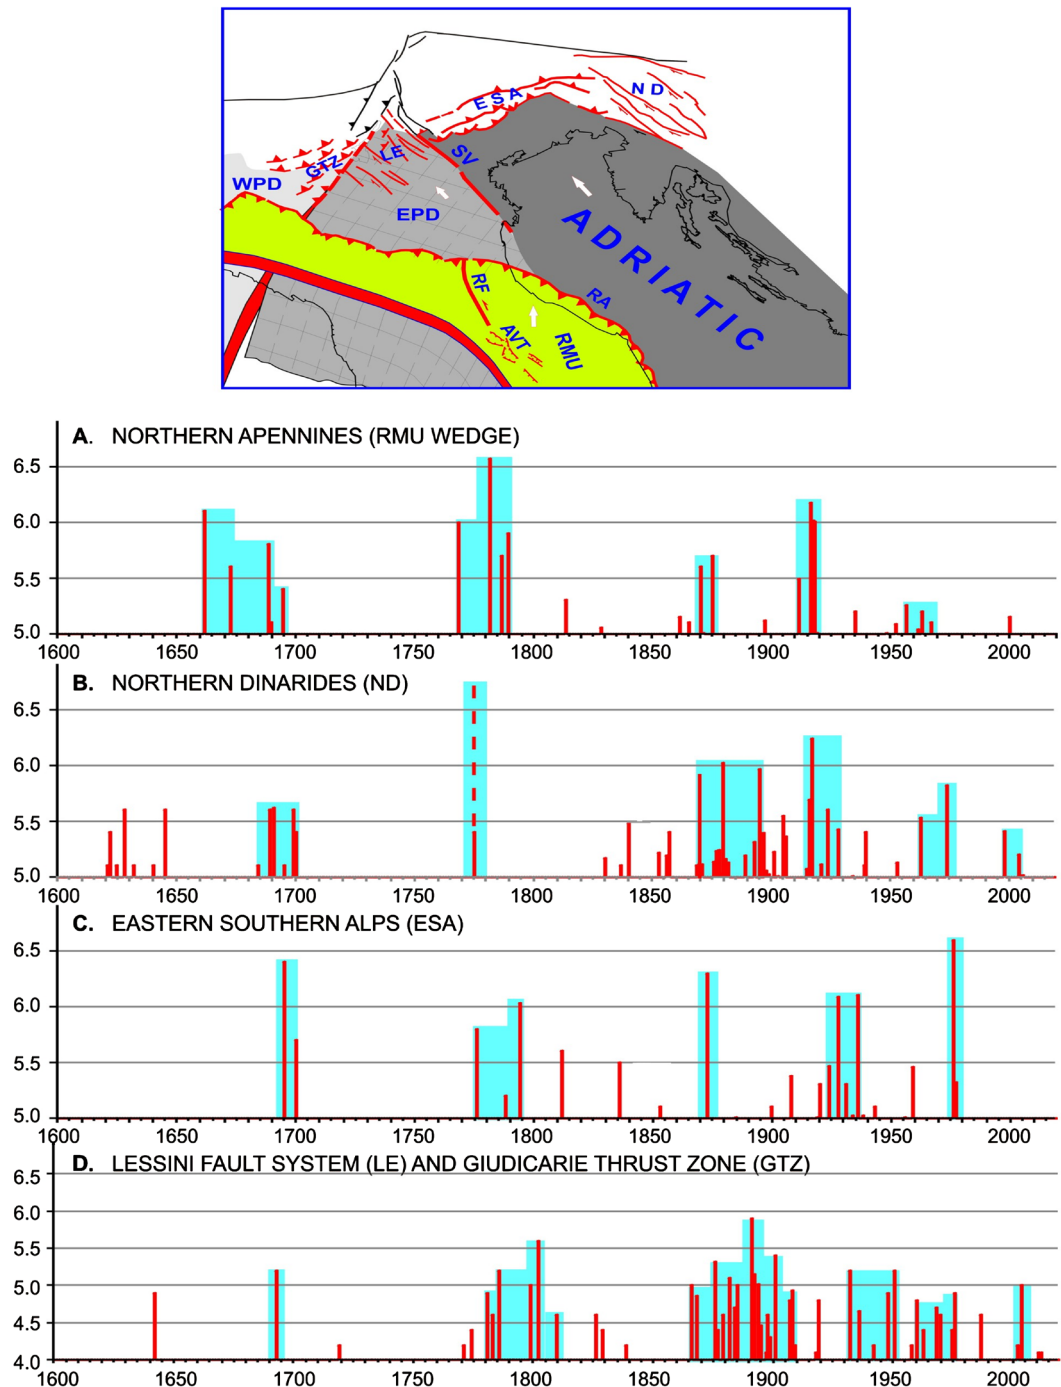 ND
ESA
SV
LE
GTZ
WPD
EPD
ADRIATIC
RF
RA
AVT
RMU
A. NORTHERN APENNINES (RMU WEDGE)
6.5
6.0
5.5
5.0
1600 1650 1700 1750 1800 1850 1900 1950 2000
B. NORTHERN DINARIDES (ND)
6.5
6.0
5.5
5.0
1600 1650 1700 1750 1800 1850 1900 1950 2000
C. EASTERN SOUTHERN ALPS (ESA)
6.5
6.0
5.5
5.0
1600 1650 1700 1750 1800 1850 1900 1950 2000
D. LESSINI FAULT SYSTEM (LE) AND GIUDICARIE THRUST ZONE (GTZ)
6.5
6.0
5.5
5.0
4.5
4.0
1600 1650 1700 1750 1800 1850 1900 1950 2000